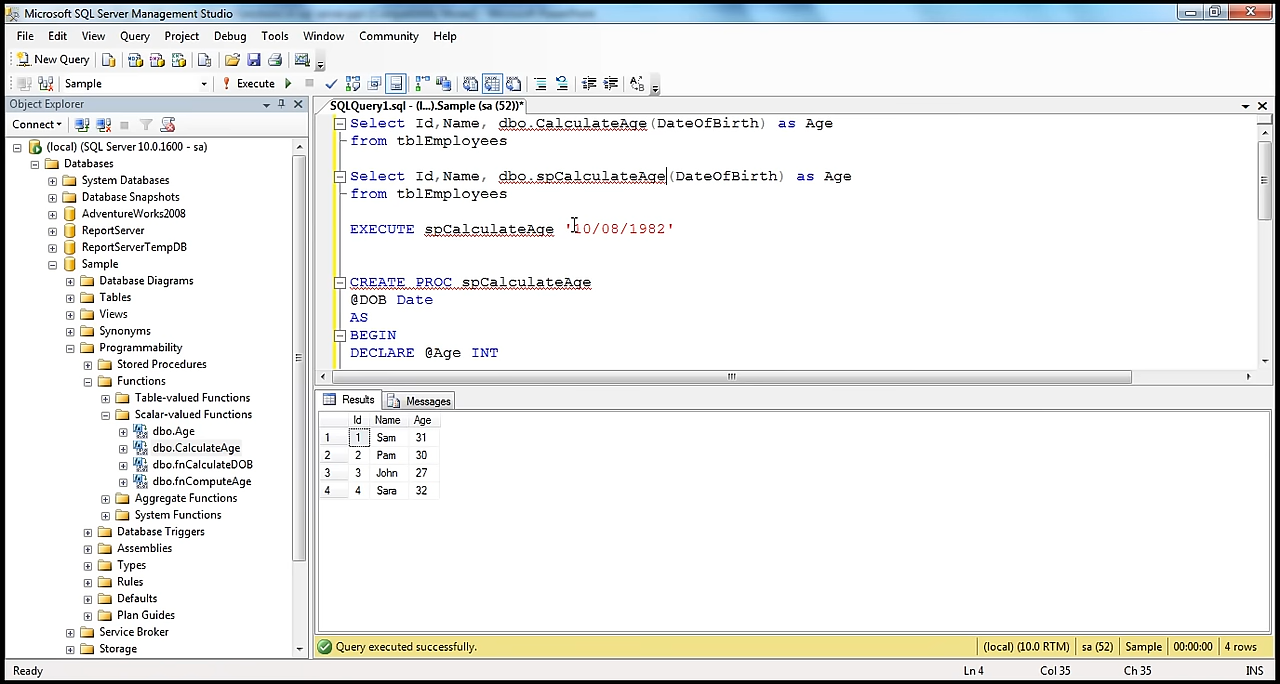 Microsoft SQL Server Management Studio
File Edit View Query Project Debug Tools Window Community Help
New Query
Sample Execute
Object Explorer
Connect
(local) (SQL Server 10.0.1600 - sa)
Databases
System Databases
Database Snapshots
AdventureWorks2008
ReportServer
ReportServerTempDB
Sample
Database Diagrams
Tables
Views
Synonyms
Programmability
Stored Procedures
Functions
Table-valued Functions
Scalar-valued Functions
dbo.Age
dbo.CalculateAge
dbo.fnCalculateDOB
dbo.fnComputeAge
Aggregate Functions
System Functions
Database Triggers
Assemblies
Types
Rules
Defaults
Plan Guides
Service Broker
Storage
SQLQuery1.sql - (l...).Sample (sa (52))*
Select Id,Name, dbo.CalculateAge(DateOfBirth) as Age
from tblEmployees
Select Id,Name, dbo.spCalculateAge(DateOfBirth) as Age
from tblEmployees
EXECUTE spCalculateAge '10/08/1982'
CREATE PROC spCalculateAge
@DOB Date
AS
BEGIN
DECLARE @Age INT
Results Messages
Id Name Age
1 1 Sam 31
2 2 Pam 30
3 3 John 27
4 4 Sara 32
Query executed successfully. (local) (10.0 RTM) sa (52) Sample 00:00:00 4 rows
Ready Ln 4 Col 35 Ch 35 INS